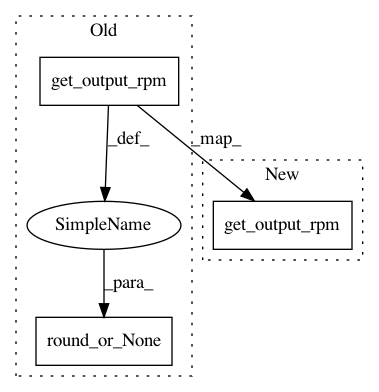 Old
get_output_rpm
_def_
_map_
New
SimpleName
get_output_rpm
_para_
round_or_None